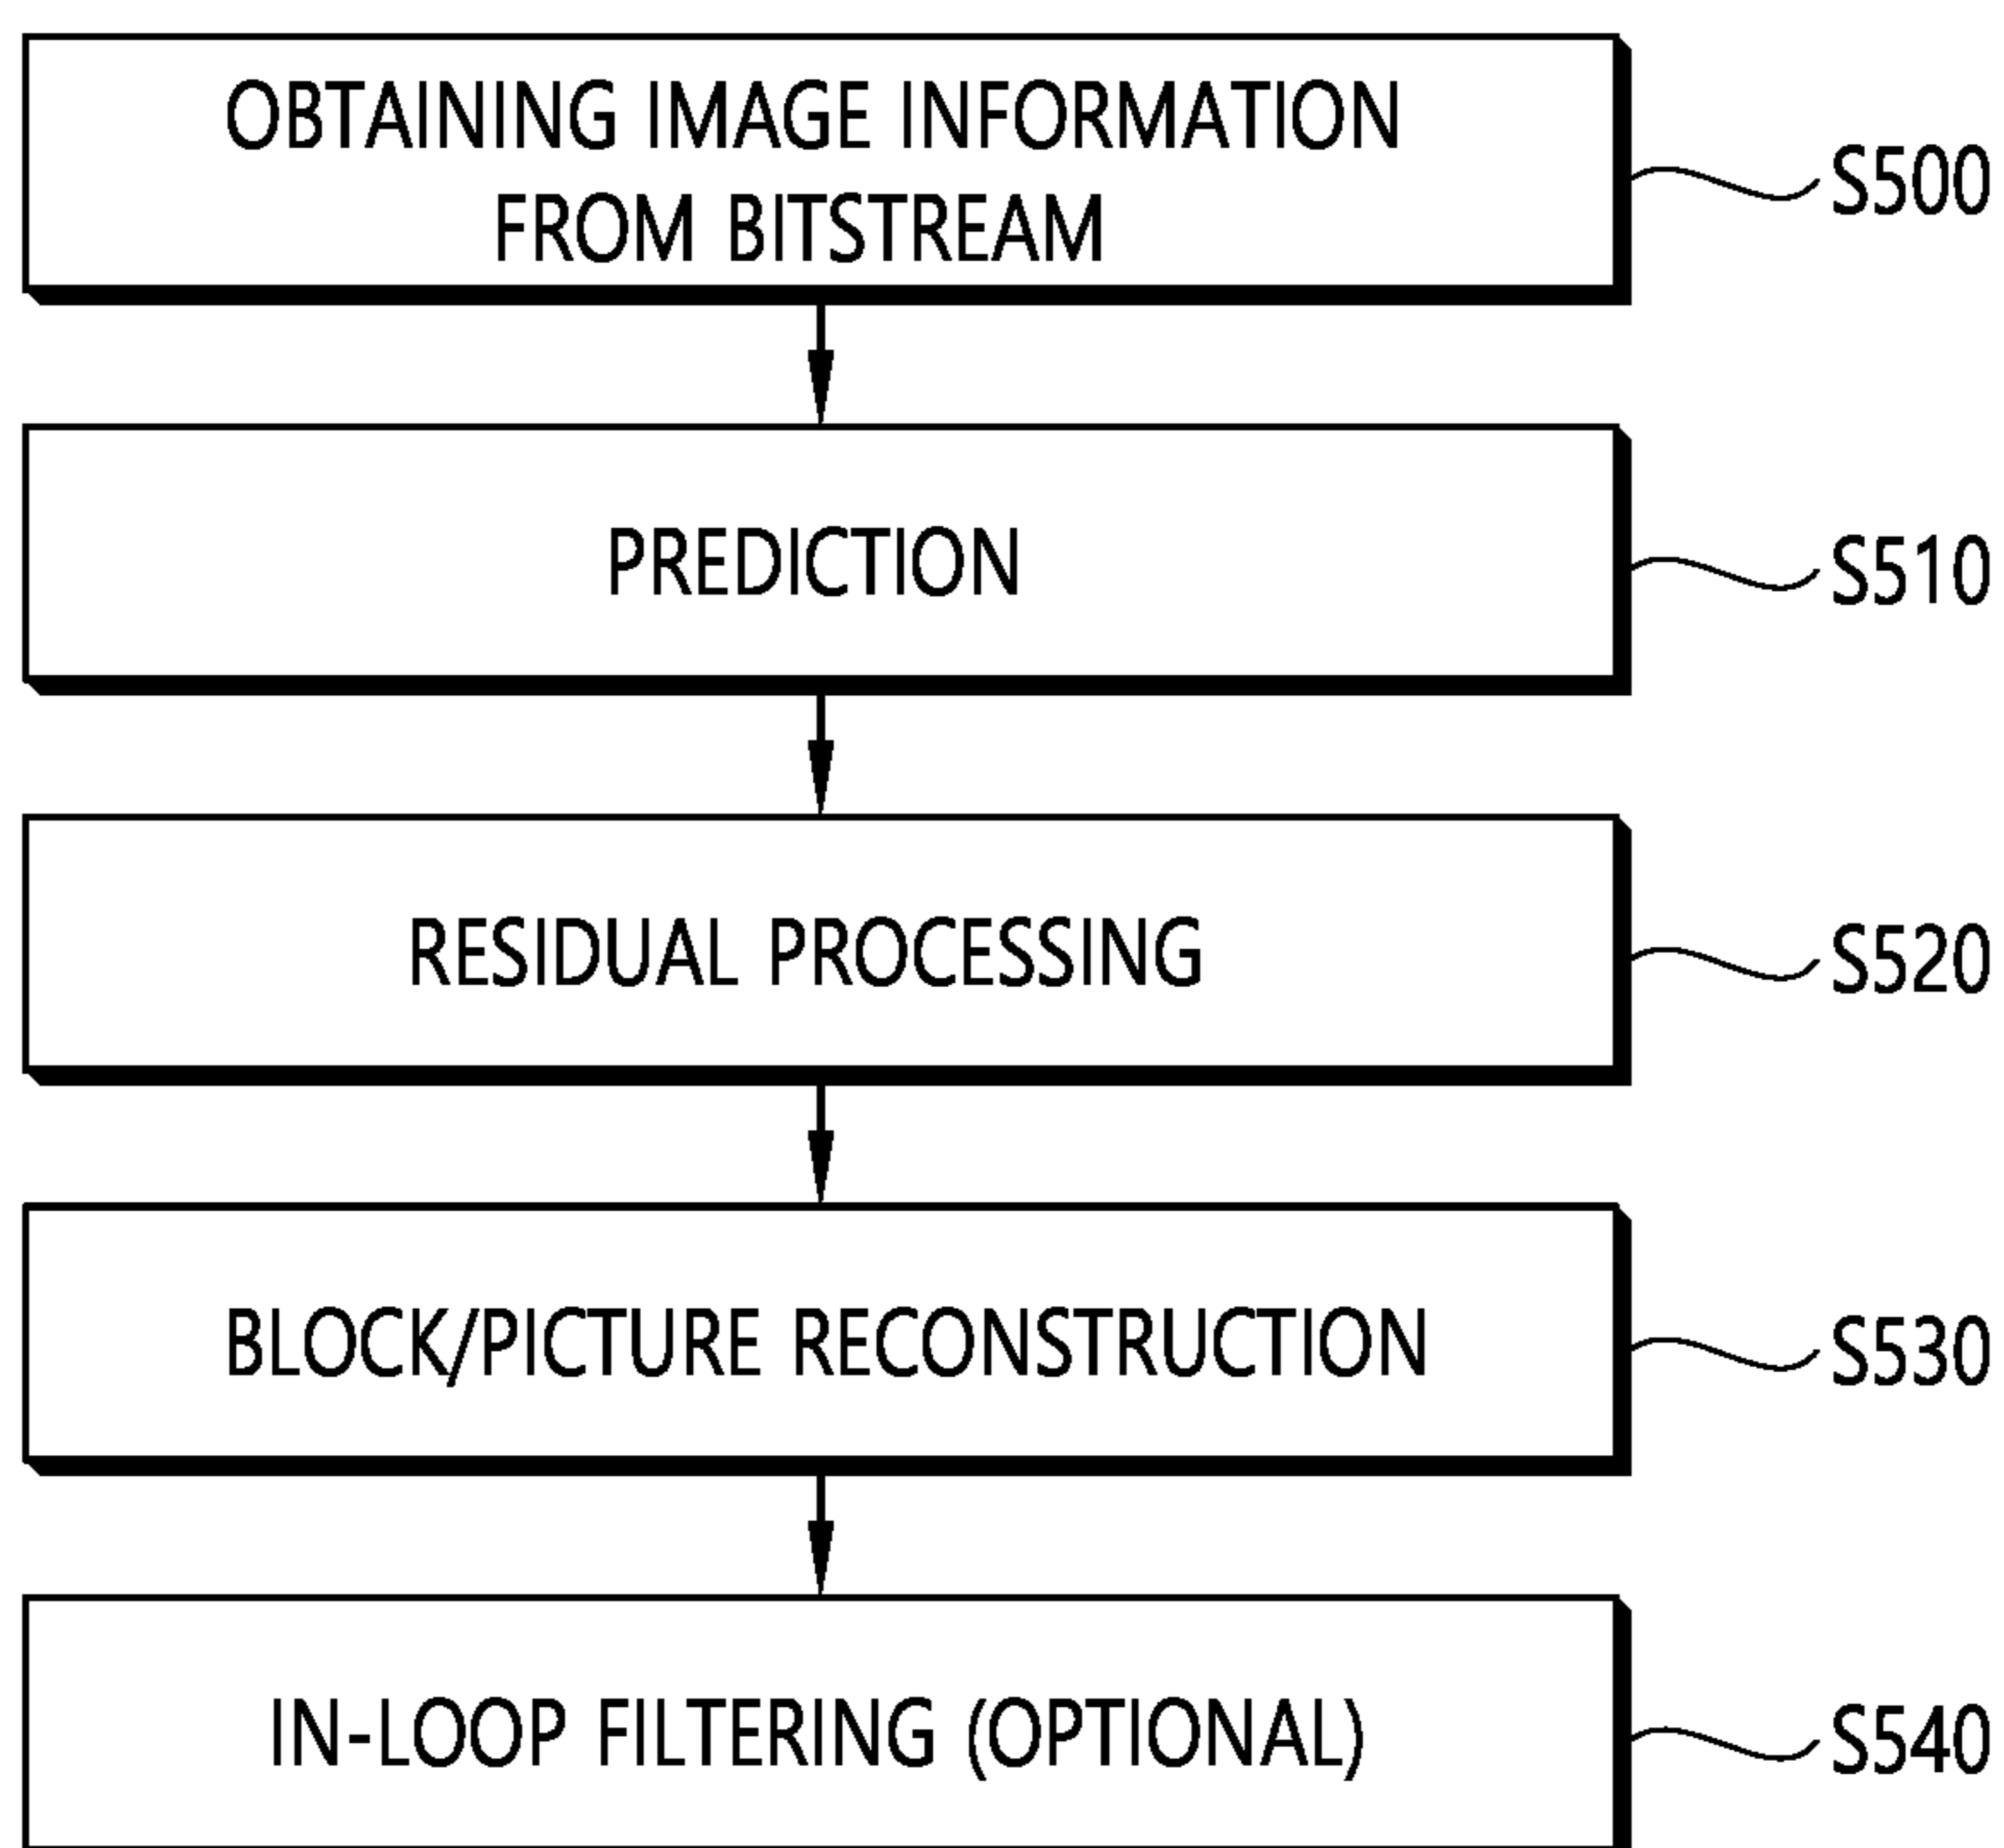 OBTAINING IMAGE INFORMATION
FROM BITSTREAM
S500
PREDICTION
S510
RESIDUAL PROCESSING
S520
BLOCK/PICTURE RECONSTRUCTION
S530
IN-LOOP FILTERING (OPTIONAL)
S540